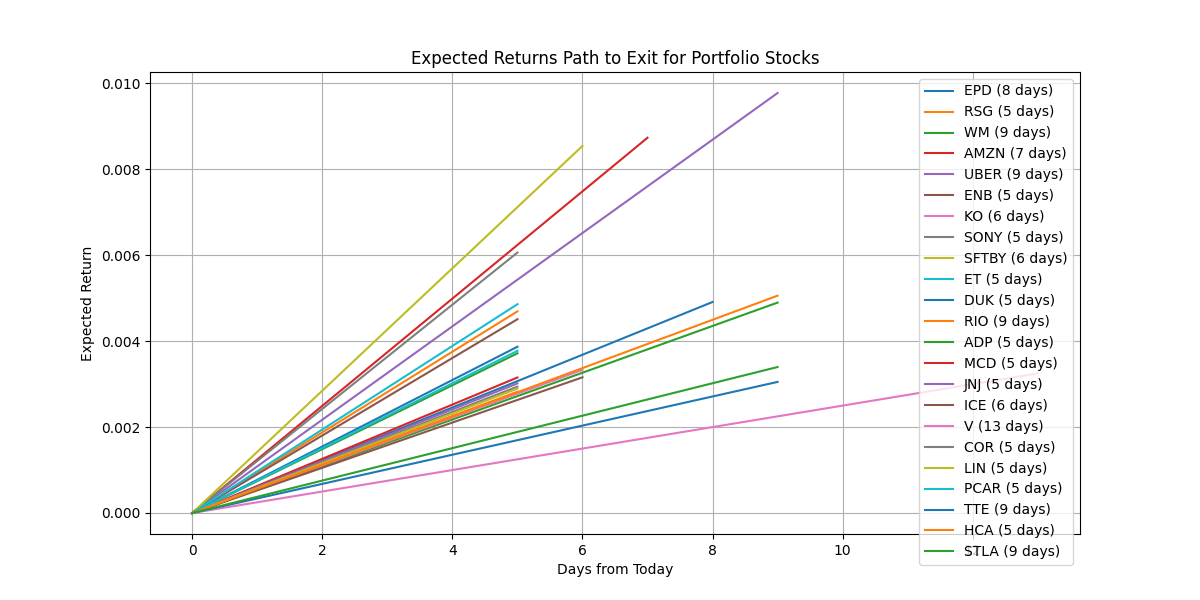 Expected Returns Path to Exit for Portfolio Stocks
0.010
0.008
0.006
0.004
0.002
0.000
Expected Return
0
2
4
6
8
10
Days from Today
EPD (8 days)
RSG (5 days)
WM (9 days)
AMZN (7 days)
UBER (9 days)
ENB (5 days)
KO (6 days)
SONY (5 days)
SFTBY (6 days)
ET (5 days)
DUK (5 days)
RIO (9 days)
ADP (5 days)
MCD (5 days)
JNJ (5 days)
ICE (6 days)
V (13 days)
COR (5 days)
LIN (5 days)
PCAR (5 days)
TTE (9 days)
HCA (5 days)
STLA (9 days)